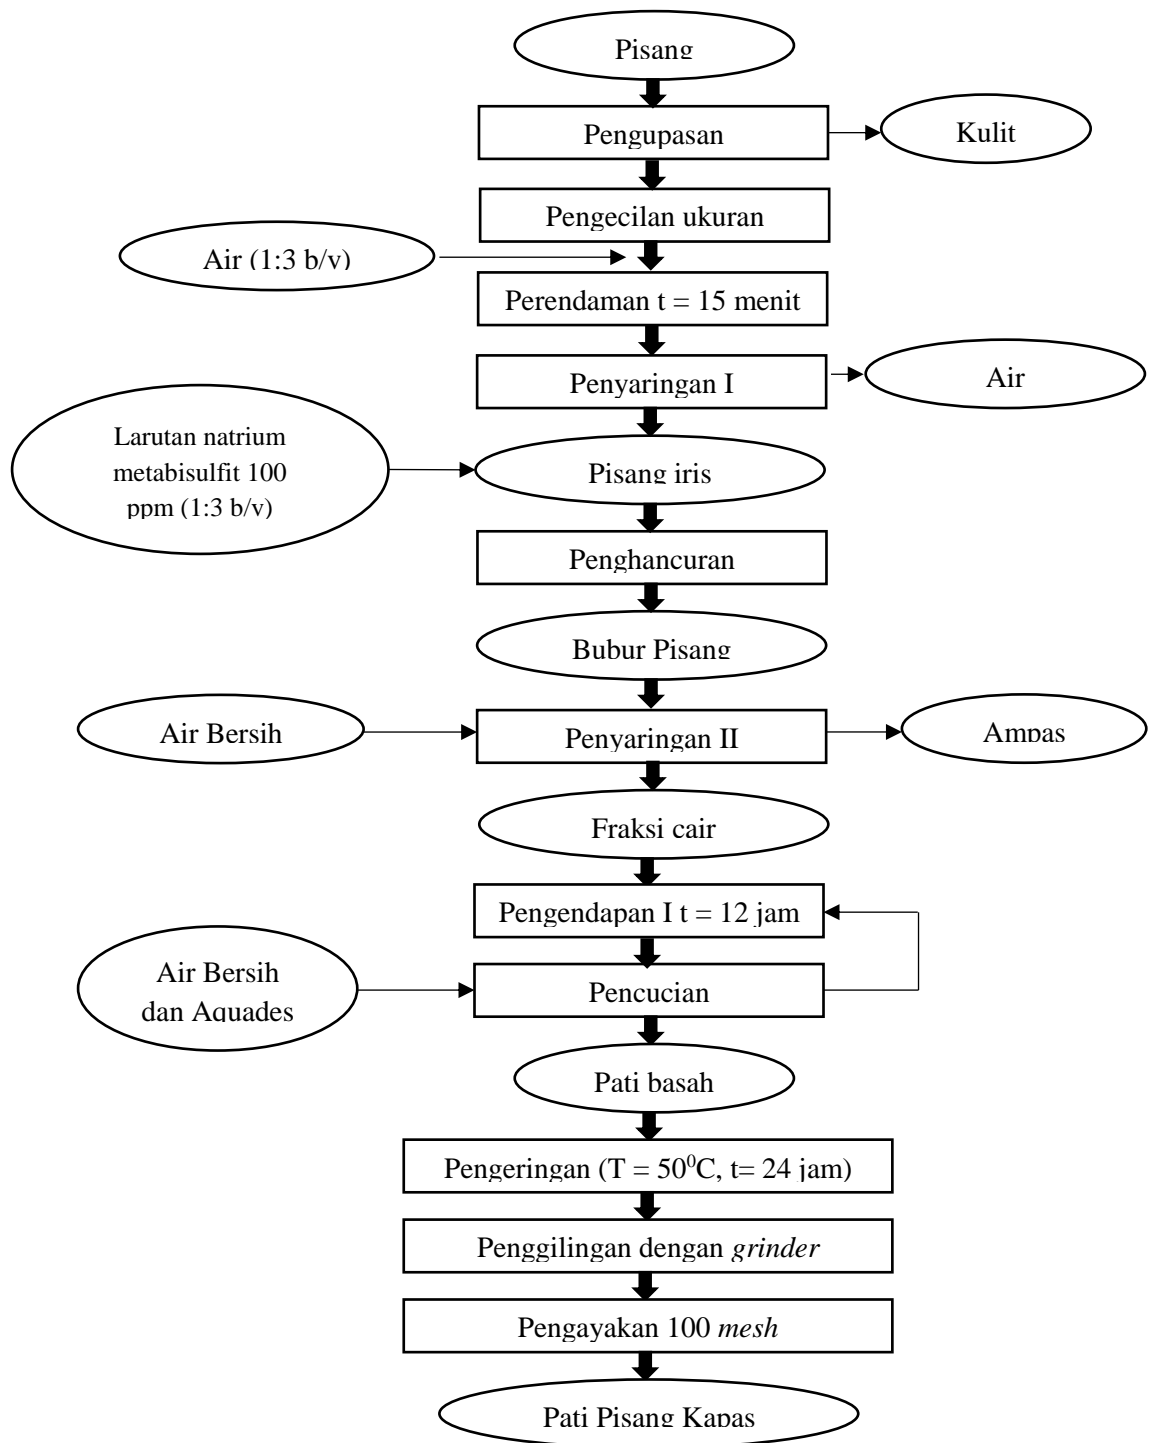 Pisang
Pengupasan
Kulit
Pengecilan ukuran
Air (1:3 b/v)
Perendaman t = 15 menit
Penyaringan I
Air
Larutan natrium
metabisulfit 100
ppm (1:3 b/v)
Pisang iris
Penghancuran
Bubur Pisang
Air Bersih
Penyaringan II
Ampas
Fraksi cair
Pengendapan I t = 12 jam
Air Bersih
dan Aquades
Pencucian
Pati basah
Pengeringan (T = 50⁰C, t= 24 jam)
Penggilingan dengan grinder
Pengayakan 100 mesh
Pati Pisang Kapas